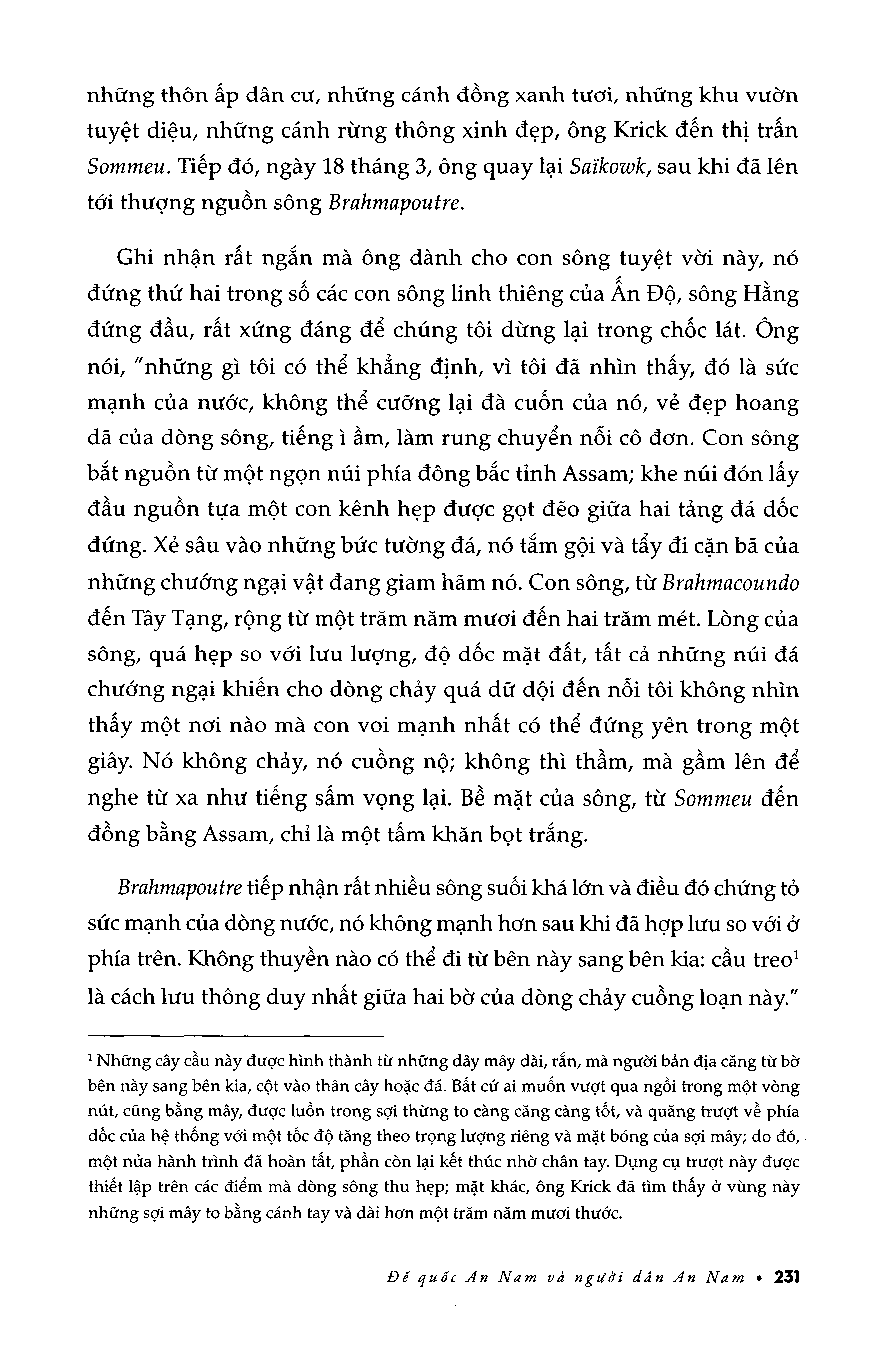 những thôn ấp dân cư, những cánh đồng xanh tươi, những khu vườn
tuyệt diệu, những cánh rừng thông xinh đẹp, ông Krick đến thị trấn
Sommeu. Tiếp đó, ngày 18 tháng 3, ông quay lại Saïkowk, sau khi đã lên
tới thượng nguồn sông Brahmapoutre.
Ghi nhận rất ngắn mà ông dành cho con sông tuyệt vời này, nó
đứng thứ hai trong số các con sông linh thiêng của Ấn Độ, sông Hằng
đứng đầu, rất xứng đáng để chúng tôi dừng lại trong chốc lát. Ông
nói, "những gì tôi có thể khẳng định, vì tôi đã nhìn thấy, đó là sức
mạnh của nước, không thể cưỡng lại đà cuốn của nó, vẻ đẹp hoang
dã của dòng sông, tiếng ì ầm, làm rung chuyển nỗi cô đơn. Con sông
bắt nguồn từ một ngọn núi phía đông bắc tỉnh Assam; khe núi đón lấy
đầu nguồn tựa một con kênh hẹp được gọt đẽo giữa hai tảng đá dốc
đứng. Xẻ sâu vào những bức tường đá, nó tắm gội và tẩy đi cặn bã của
những chướng ngại vật đang giam hãm nó. Con sông, từ Brahmacoundo
đến Tây Tạng, rộng từ một trăm năm mươi đến hai trăm mét. Lòng của
sông, quá hẹp so với lưu lượng, độ dốc mặt đất, tất cả những núi đá
chướng ngại khiến cho dòng chảy quá dữ dội đến nỗi tôi không nhìn
thấy một nơi nào mà con voi mạnh nhất có thể đứng yên trong một
giây. Nó không chảy, nó cuồng nộ; không thì thầm, mà gầm lên để
nghe từ xa như tiếng sấm vọng lại. Bề mặt của sông, từ Sommeu đến
đồng bằng Assam, chỉ là một tấm khăn bọt trắng.
Brahmapoutre tiếp nhận rất nhiều sông suối khá lớn và điều đó chứng tỏ
sức mạnh của dòng nước, nó không mạnh hơn sau khi đã hợp lưu so với ở
phía trên. Không thuyền nào có thể đi từ bên này sang bên kia: cầu treo¹
là cách lưu thông duy nhất giữa hai bờ của dòng chảy cuồng loạn này."
¹ Những cây cầu này được hình thành từ những dây mây dài, rắn, mà người bản địa căng từ bờ
bên này sang bên kia, cột vào thân cây hoặc đá. Bất cứ ai muốn vượt qua ngồi trong một vòng
nút, cũng bằng mây, được luồn trong sợi thừng to càng căng càng tốt, và quăng trượt về phía
dốc của hệ thống với một tốc độ tăng theo trọng lượng riêng và mặt bóng của sợi mây; do đó,
một nửa hành trình đã hoàn tất, phần còn lại kết thúc nhờ chân tay. Dụng cụ trượt này được
thiết lập trên các điểm mà dòng sông thu hẹp; mặt khác, ông Krick đã tìm thấy ở vùng này
những sợi mây to bằng cánh tay và dài hơn một trăm năm mươi thước.
Đế quốc An Nam và người dân An Nam • 231